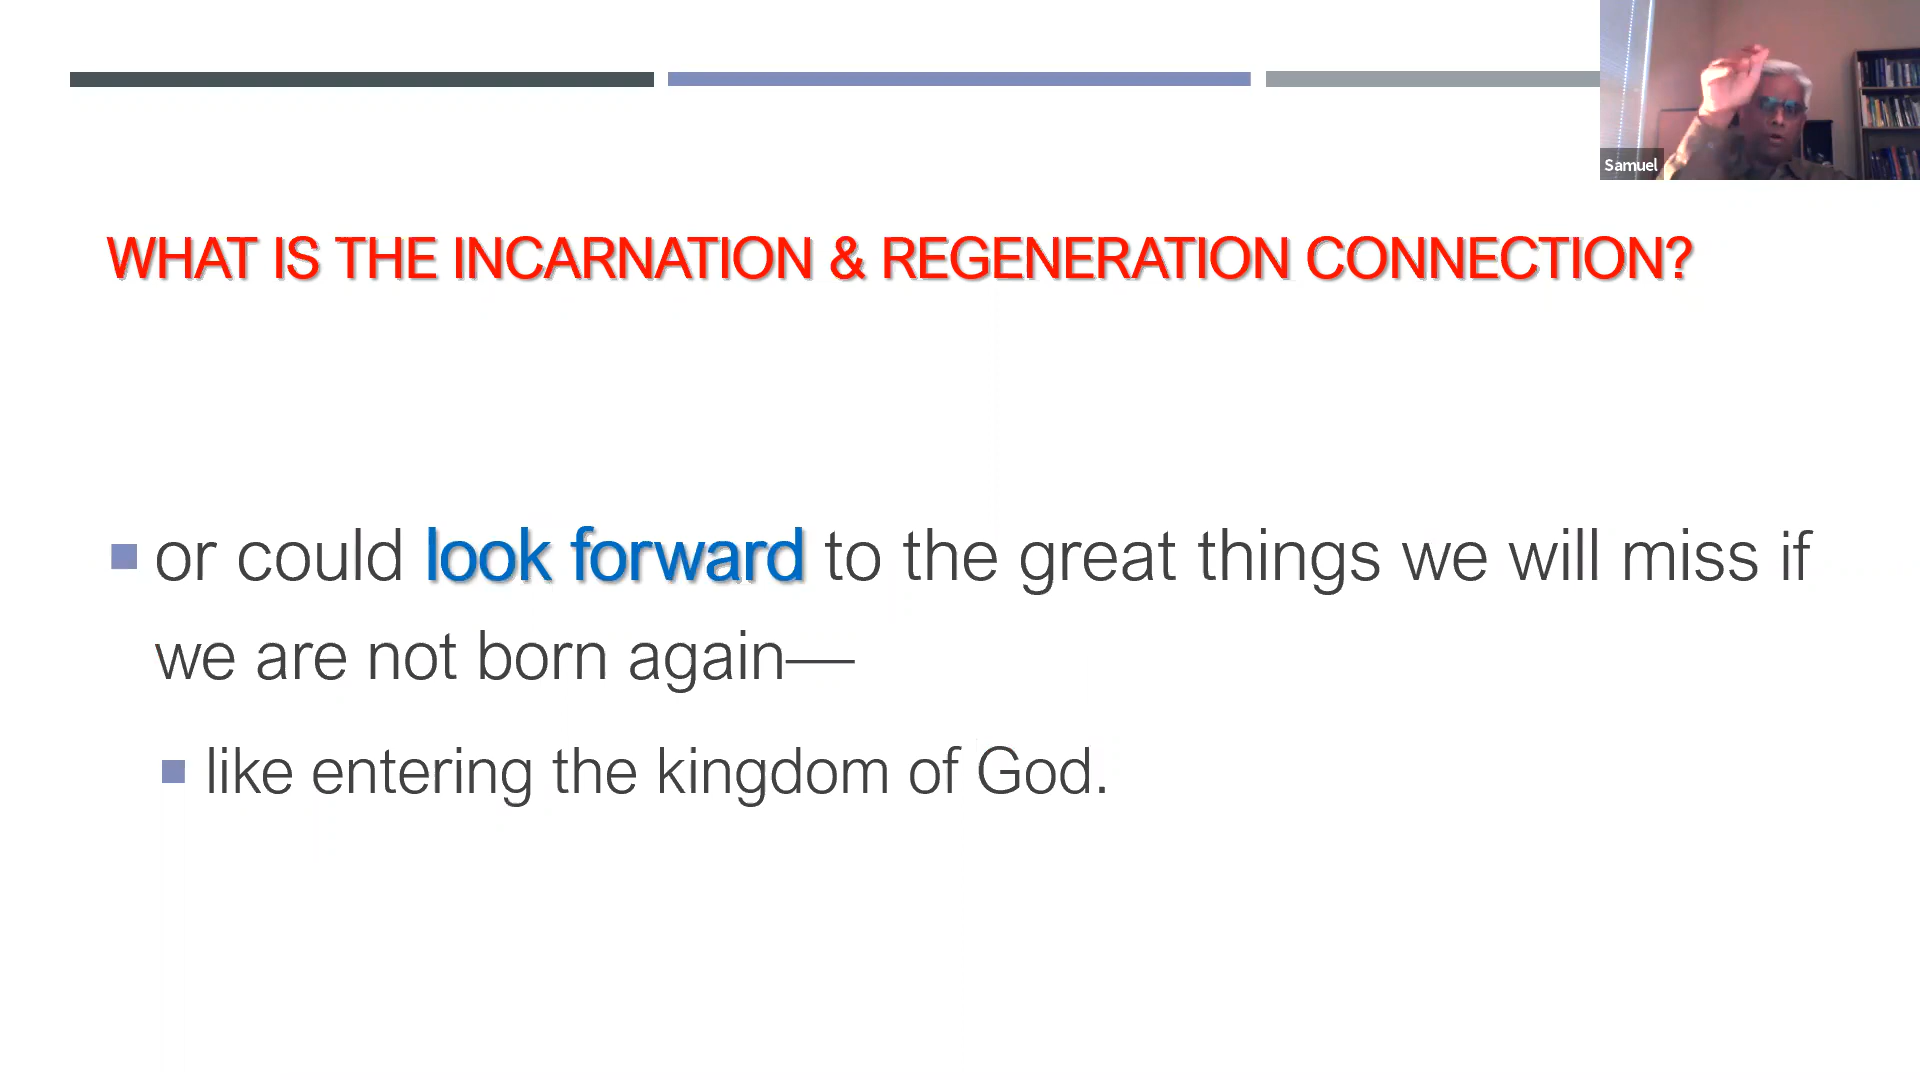 Samuel
WHAT IS THE INCARNATION & REGENERATION CONNECTION?
or could look forward to the great things we will miss if
we are not born again—
like entering the kingdom of God.